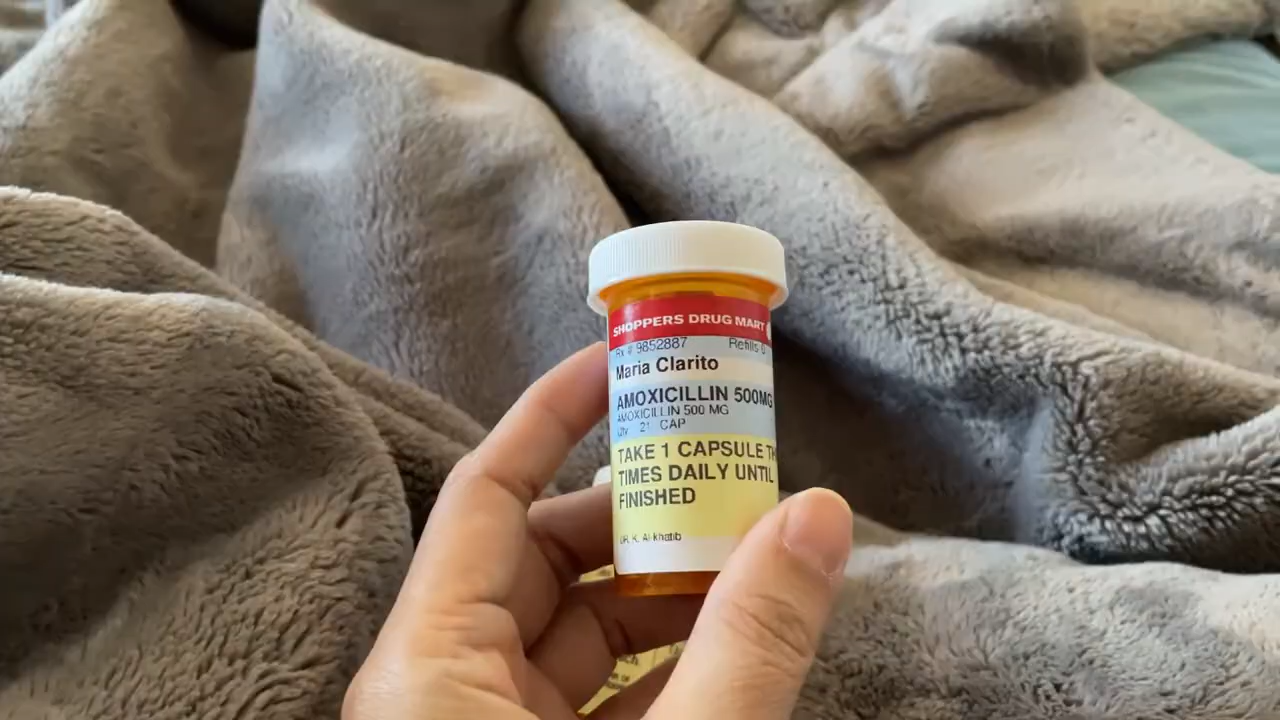 SHOPPERS DRUG MART
Rx # 9852887 Refills 0
Maria Clarito
AMOXICILLIN 500MG
AMOXICILLIN 500 MG
Qty 21 CAP
TAKE 1 CAPSULE TH
TIMES DAILY UNTIL
FINISHED
DR. K. Al-khatib